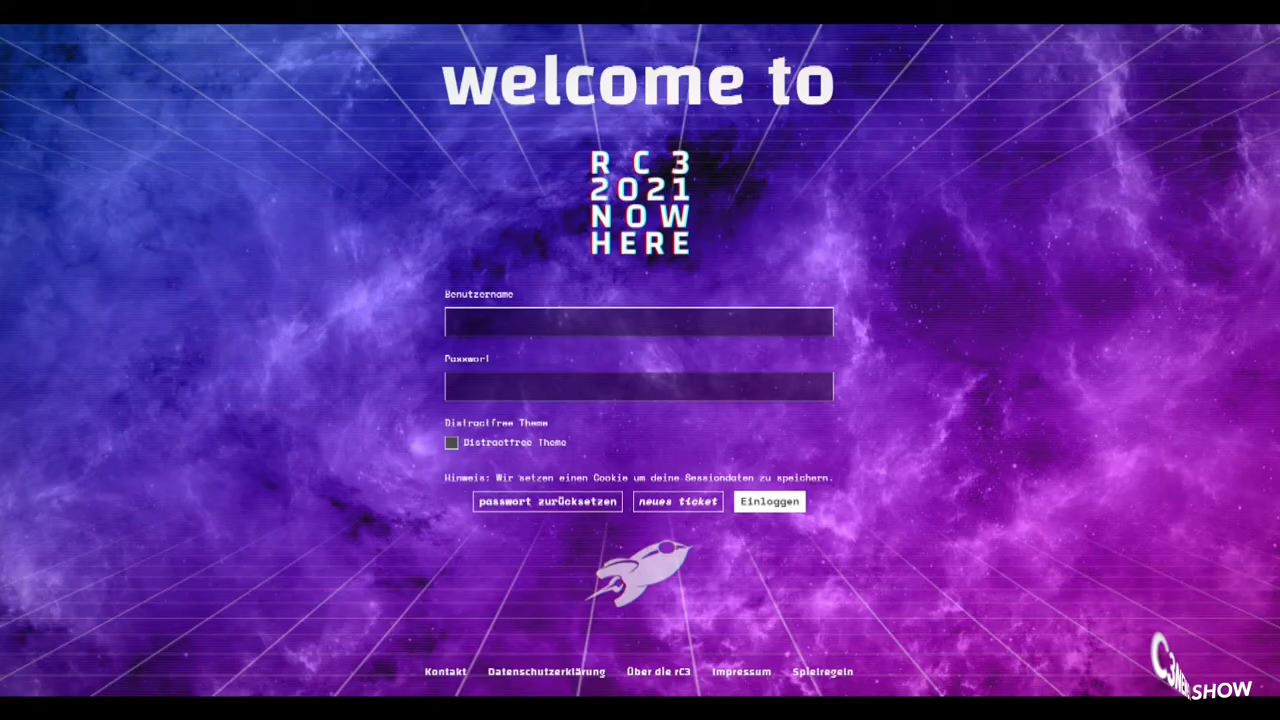 welcome to
R C 3
2021
NOW
HERE
Benutzername
Passwort
Distractfree Theme
Distractfree Theme
Hinweis: Wir setzen einen Cookie um deine Sessiondaten zu speichern.
passwort zurücksetzen neues ticket Einloggen
Kontakt Datenschutzerklärung Über die rC3 Impressum Spielregeln
SHOW